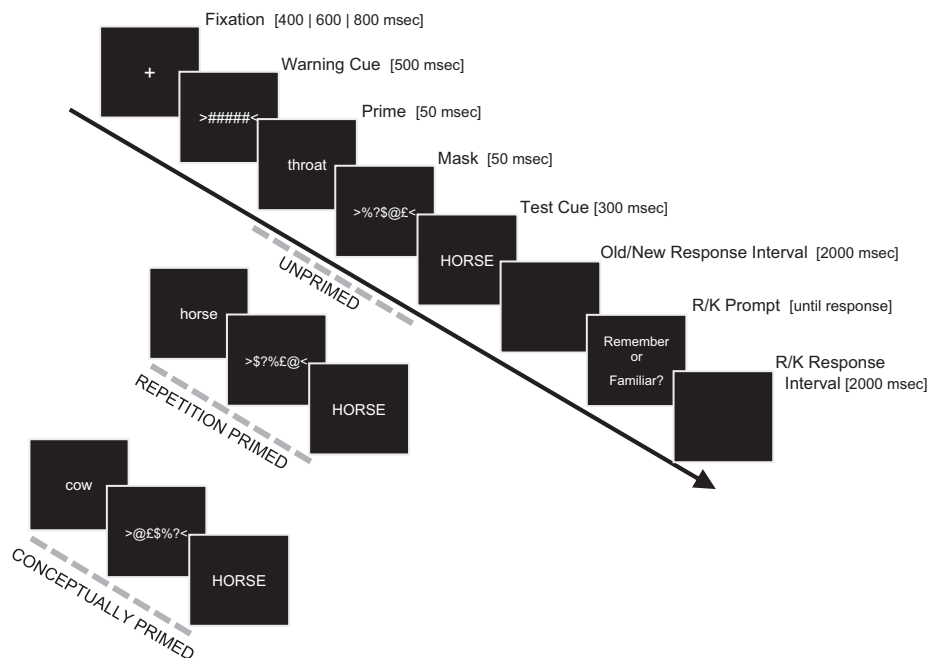 Fixation [400 | 600 | 800 msec]
+
Warning Cue [500 msec]
>#####<
Prime [50 msec]
throat
Mask [50 msec]
>%?$@£<
Test Cue [300 msec]
HORSE
Old/New Response Interval [2000 msec]
R/K Prompt [until response]
Remember
or
Familiar?
R/K Response
Interval [2000 msec]
UNPRIMED
horse
>$?%£@<
HORSE
REPETITION PRIMED
cow
>@£$%?<
HORSE
CONCEPTUALLY PRIMED